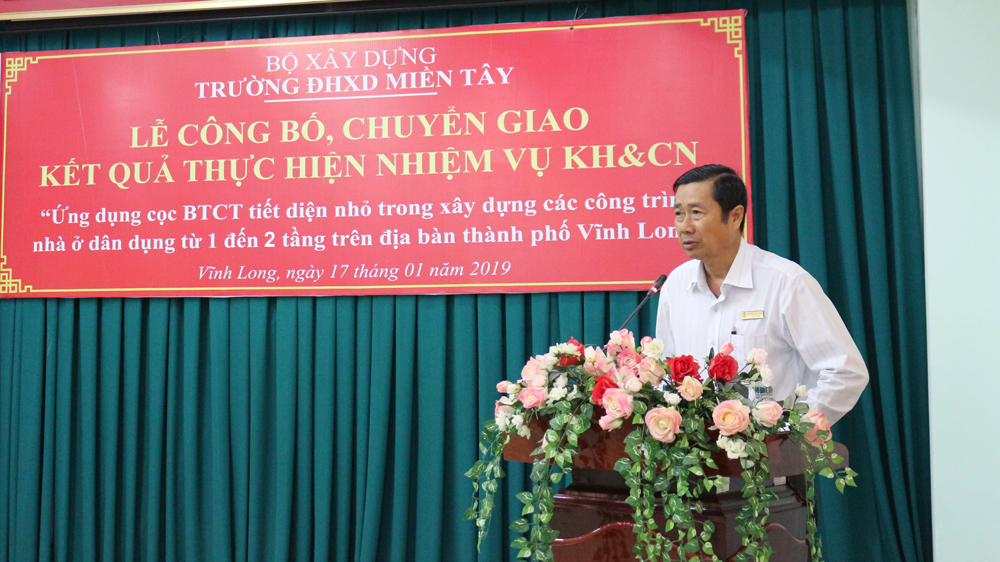 BỘ XÂY DỰNG
TRƯỜNG ĐHXD MIỀN TÂY
LỄ CÔNG BỐ, CHUYỂN GIAO
KẾT QUẢ THỰC HIỆN NHIỆM VỤ KH&CN
“Ứng dụng cọc BTCT tiết diện nhỏ trong xây dựng các công trìn
nhà ở dân dụng từ 1 đến 2 tầng trên địa bàn thành phố Vĩnh Lon
Vĩnh Long, ngày 17 tháng 01 năm 2019